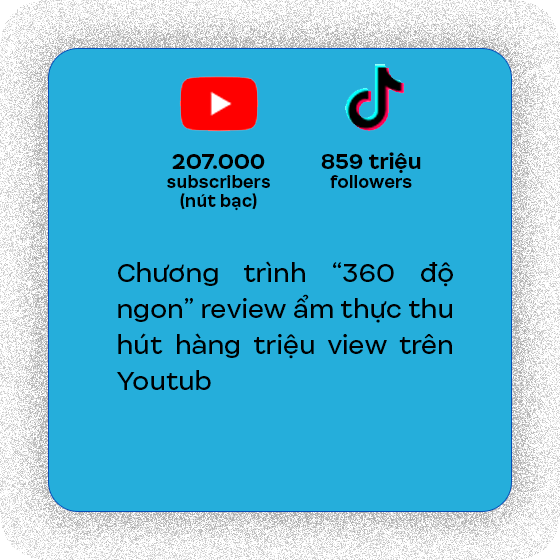 207.000
subscribers
(nút bạc)
859 triệu
followers
Chương trình “360 độ
ngon” review ẩm thực thu
hút hàng triệu view trên
Youtub